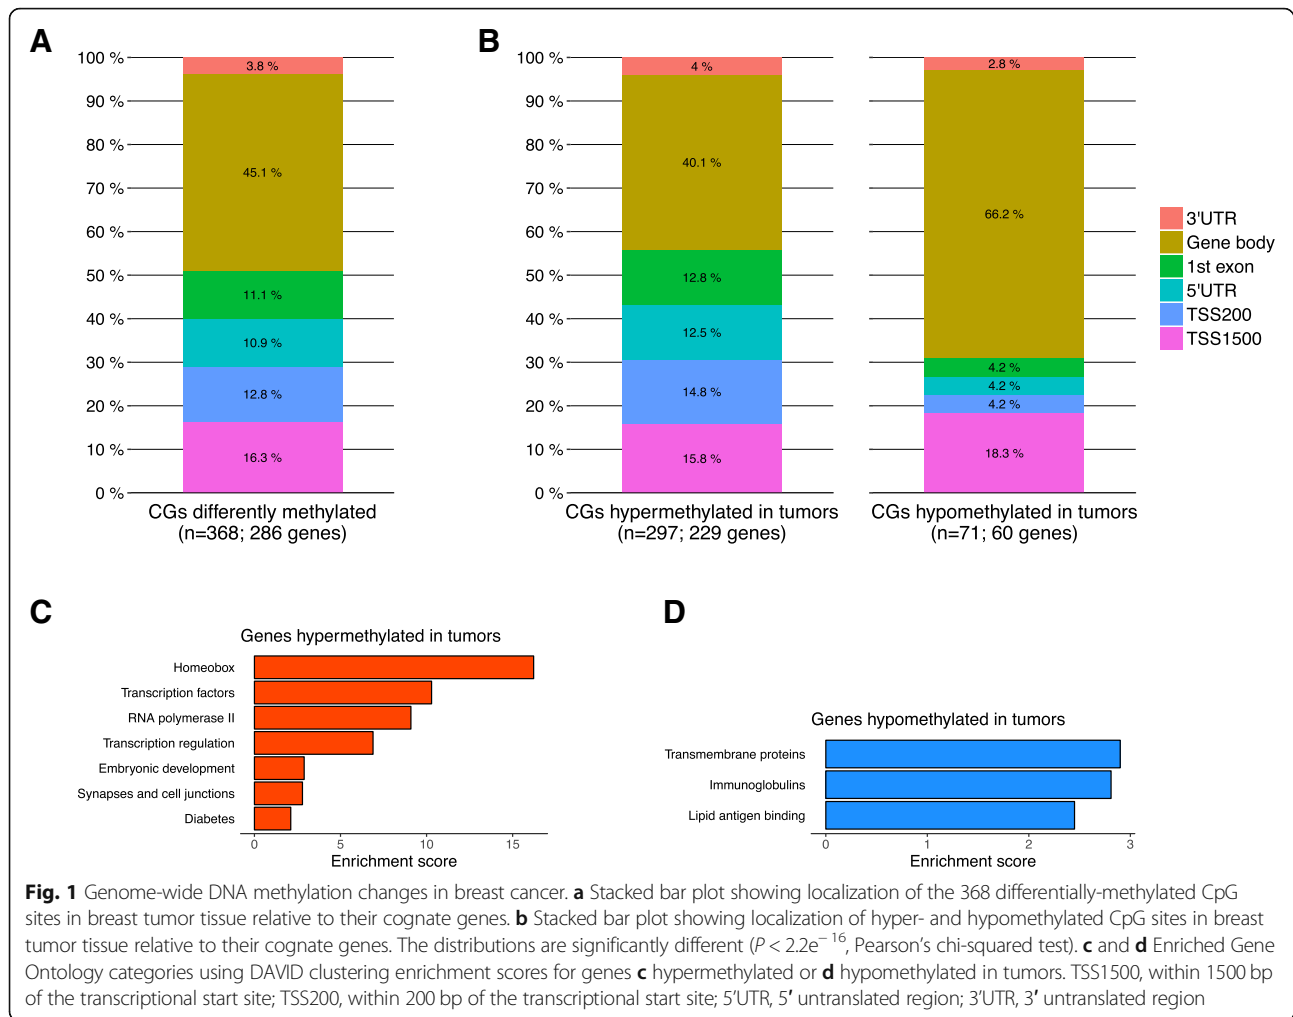 A
100 %
90 %
80 %
70 %
60 %
50 %
40 %
30 %
20 %
10 %
0 %
3.8 %
45.1 %
11.1 %
10.9 %
12.8 %
16.3 %
CGs differently methylated
(n=368; 286 genes)
B
100 %
90 %
80 %
70 %
60 %
50 %
40 %
30 %
20 %
10 %
0 %
4 %
40.1 %
12.8 %
12.5 %
14.8 %
15.8 %
CGs hypermethylated in tumors
(n=297; 229 genes)
2.8 %
66.2 %
4.2 %
4.2 %
4.2 %
18.3 %
CGs hypomethylated in tumors
(n=71; 60 genes)
3'UTR
Gene body
1st exon
5'UTR
TSS200
TSS1500
C
Genes hypermethylated in tumors
Homeobox
Transcription factors
RNA polymerase II
Transcription regulation
Embryonic development
Synapses and cell junctions
Diabetes
0 5 10 15
Enrichment score
D
Genes hypomethylated in tumors
Transmembrane proteins
Immunoglobulins
Lipid antigen binding
0 1 2 3
Enrichment score
Fig. 1 Genome-wide DNA methylation changes in breast cancer. a Stacked bar plot showing localization of the 368 differentially-methylated CpG
sites in breast tumor tissue relative to their cognate genes. b Stacked bar plot showing localization of hyper- and hypomethylated CpG sites in breast
tumor tissue relative to their cognate genes. The distributions are significantly different (P < 2.2e− 16, Pearson's chi-squared test). c and d Enriched Gene
Ontology categories using DAVID clustering enrichment scores for genes c hypermethylated or d hypomethylated in tumors. TSS1500, within 1500 bp
of the transcriptional start site; TSS200, within 200 bp of the transcriptional start site; 5'UTR, 5′ untranslated region; 3'UTR, 3′ untranslated region